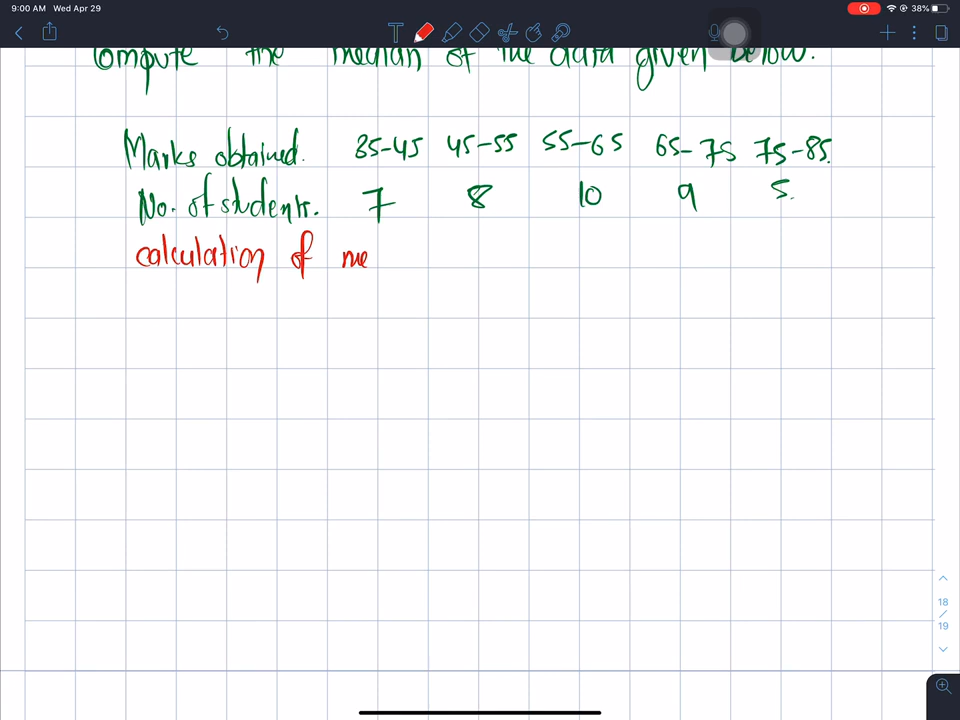 9:00 AM Wed Apr 29
38%
T
compute the median of the data given below.
Marks obtained. 35-45 45-55 55-65 65-75 75-85.
No. of students. 7 8 10 9 5.
calculation of me
18
/
19